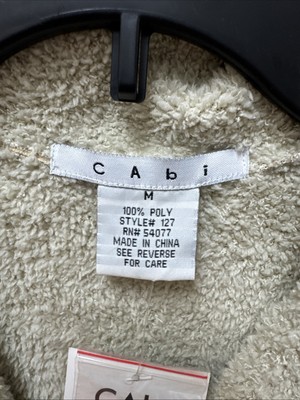 CAbi
M
100% POLY
STYLE# 127
RN# 54077
MADE IN CHINA
SEE REVERSE
FOR CARE